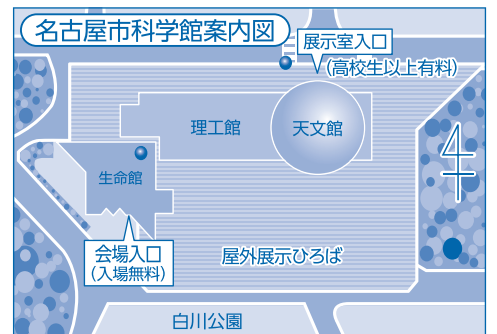 名古屋市科学館案内図
展示室入口
(高校生以上有料)
理工館
天文館
生命館
会場入口
(入場無料)
屋外展示ひろば
白川公園